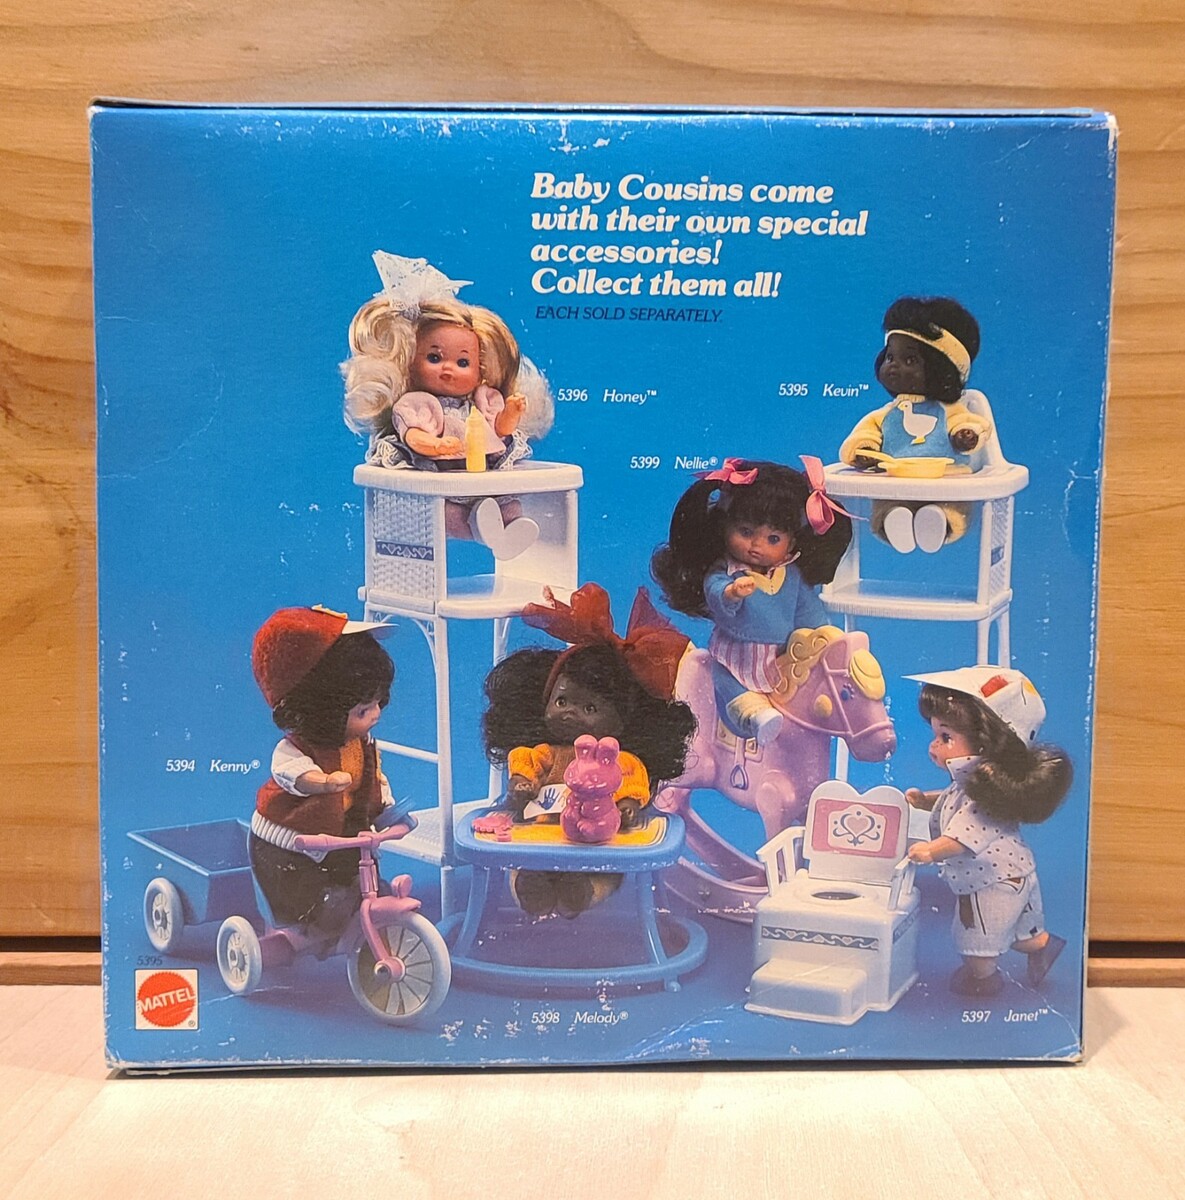 Baby Cousins come
with their own special
accessories!
Collect them all!
EACH SOLD SEPARATELY.
5396 Honey™
5395 Kevin™
5399 Nellie®
5394 Kenny®
5395
MATTEL
®
5398 Melody®
5397 Janet™